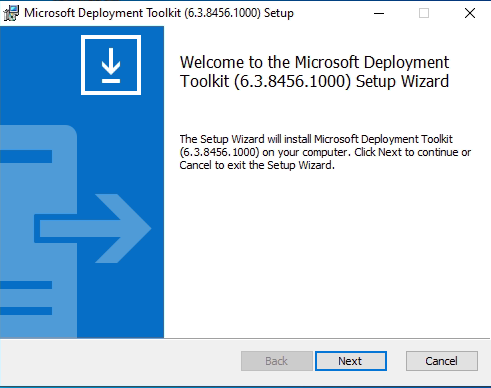 Microsoft Deployment Toolkit (6.3.8456.1000) Setup
Welcome to the Microsoft Deployment
Toolkit (6.3.8456.1000) Setup Wizard
The Setup Wizard will install Microsoft Deployment Toolkit
(6.3.8456.1000) on your computer. Click Next to continue or
Cancel to exit the Setup Wizard.
Back
Next
Cancel